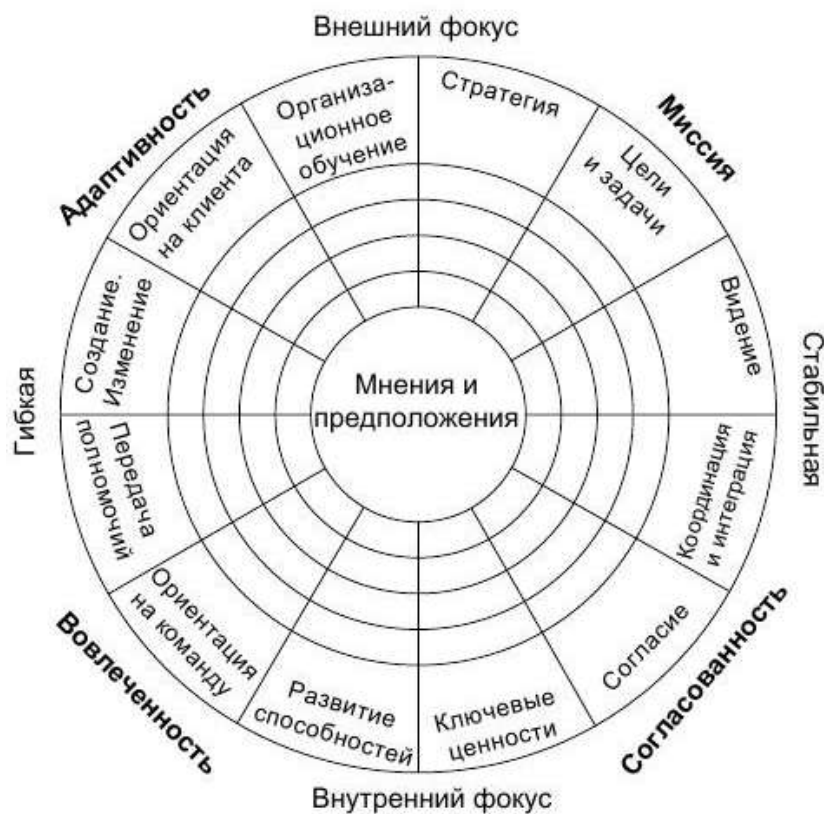 Внешний фокус
Адаптивность
Миссия
Организа-
ционное
обучение
Стратегия
Ориентация
на клиента
Цели
и задачи
Создание.
Изменение
Видение
Гибкая
Мнения и
предположения
Стабильная
Передача
полномочий
Координация
и интеграция
Ориентация
на команду
Согласие
Развитие
способностей
Ключевые
ценности
Вовлеченность
Согласованность
Внутренний фокус